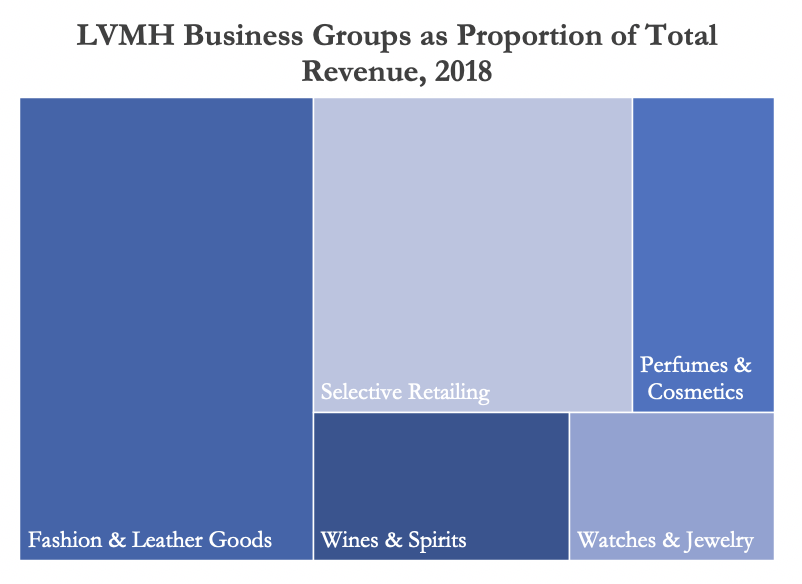 LVMH Business Groups as Proportion of Total
Revenue, 2018
Selective Retailing
Perfumes &
Cosmetics
Fashion & Leather Goods
Wines & Spirits
Watches & Jewelry